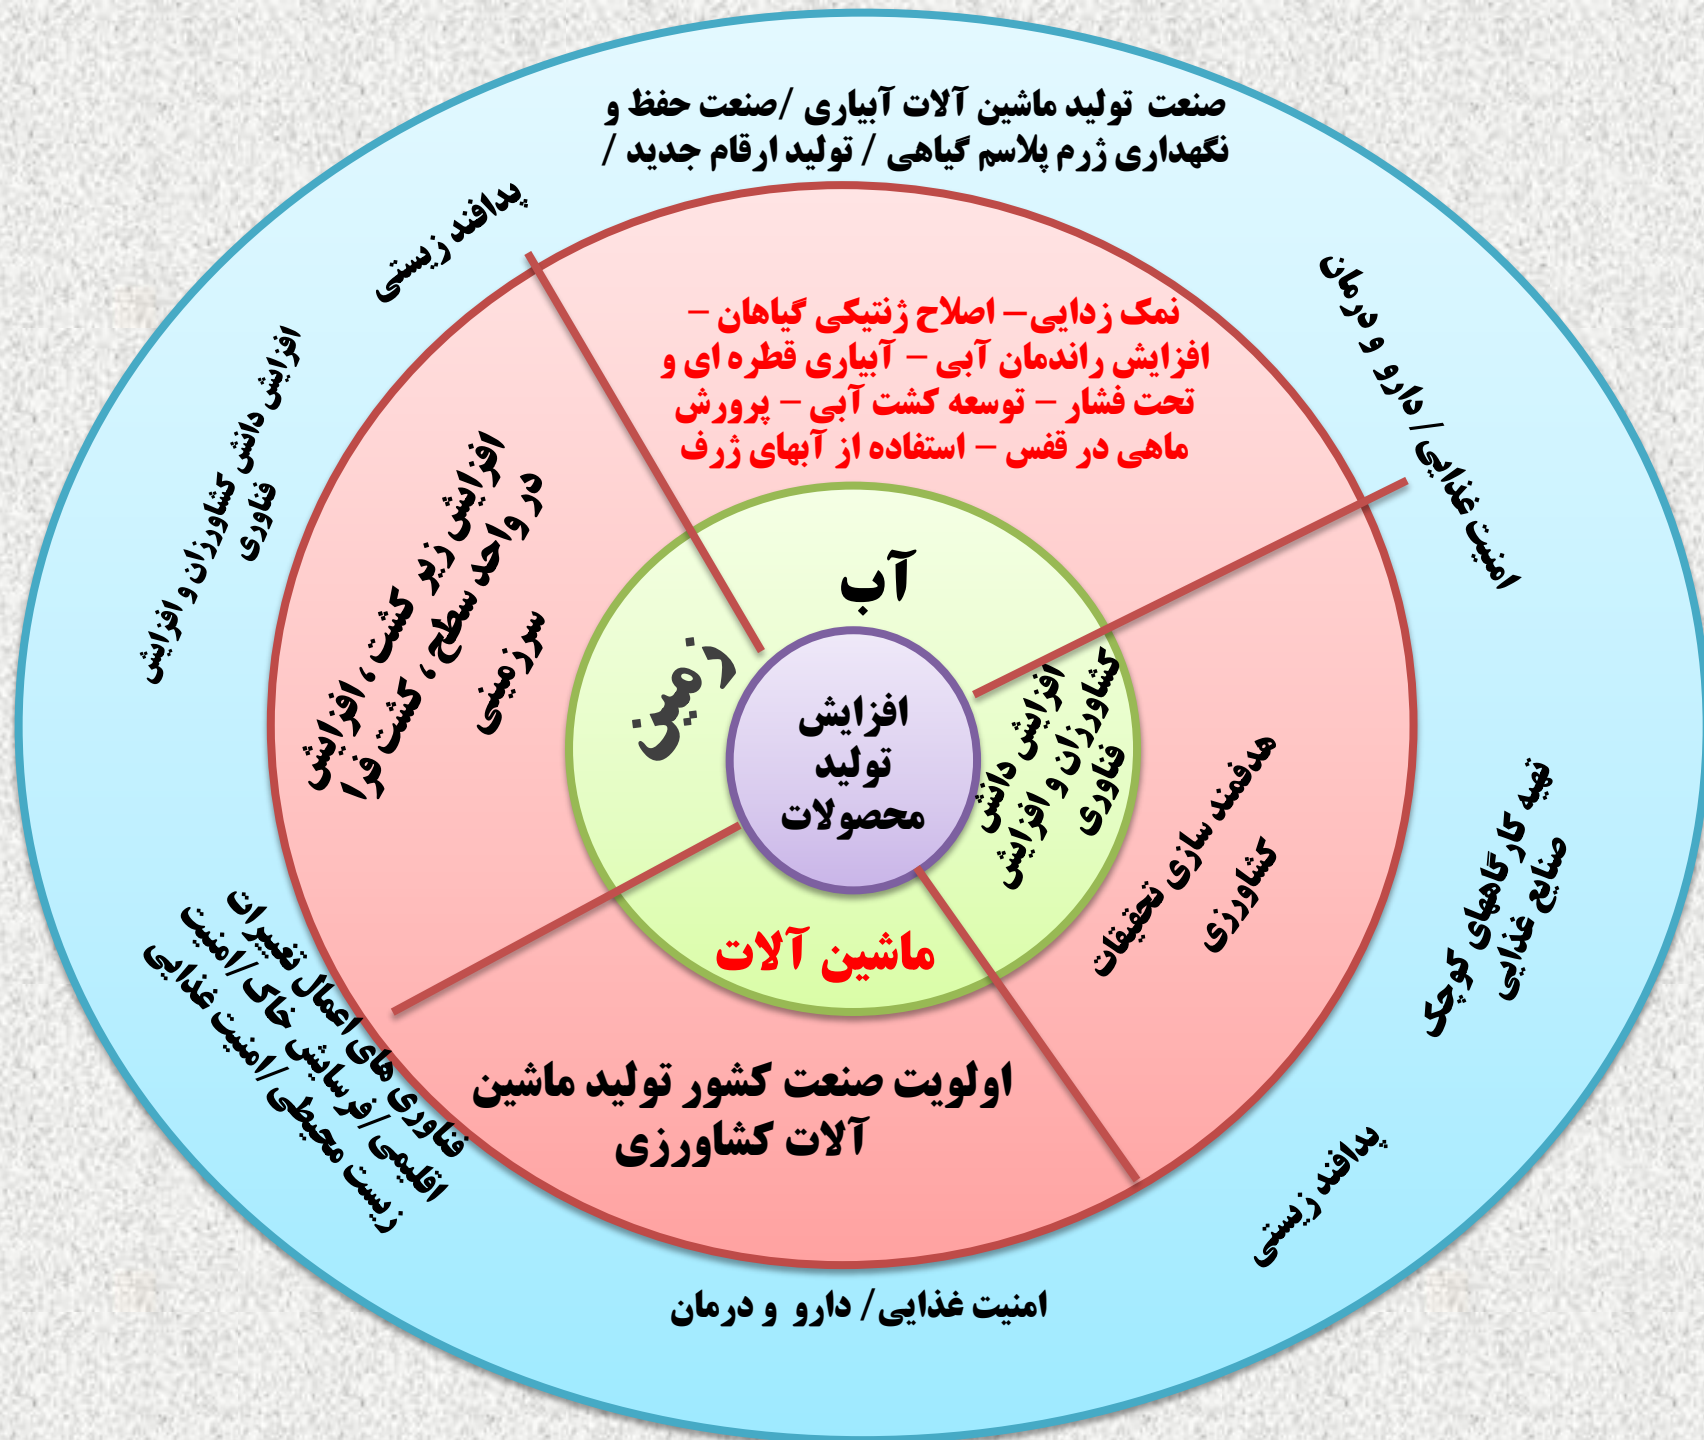 صنعت تولید ماشین آلات آبیاری /صنعت حفظ و
نگهداری ژرم پلاسم گیاهی / تولید ارقام جدید /
پدافند زیستی
امنیت غذایی/ دارو و درمان
نمک زدایی– اصلاح ژنتیکی گیاهان –
افزایش راندمان آبی – آبیاری قطره ای و
تحت فشار – توسعه کشت آبی – پرورش
ماهی در قفس – استفاده از آبهای ژرف
افزایش دانش کشاورزان و افزایش
فناوری
افزایش زیر کشت ، افزایش
در واحد سطح ، کشت فرا
سرزمینی
آب
زمین
افزایش
تولید
محصولات
افزایش دانش
کشاورزان و افزایش
فناوری
هدفمند سازی تحقیقات
کشاورزی
تهیه کارگاههای کوچک
صنایع غذایی
ماشین آلات
اولویت صنعت کشور تولید ماشین
آلات کشاورزی
فناوری های اعمال تغییرات
اقلیمی /فرسایش خاک/امنیت
زیست محیطی /امنیت غذایی
پدافند زیستی
امنیت غذایی/ دارو و درمان